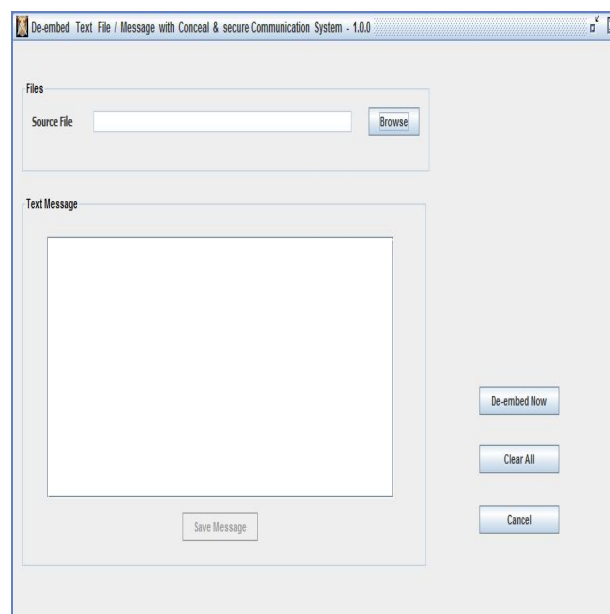 De-embed Text File / Message with Conceal & secure Communication System - 1.0.0
Files
Source File
Browse
Text Message
De-embed Now
Clear All
Save Message
Cancel